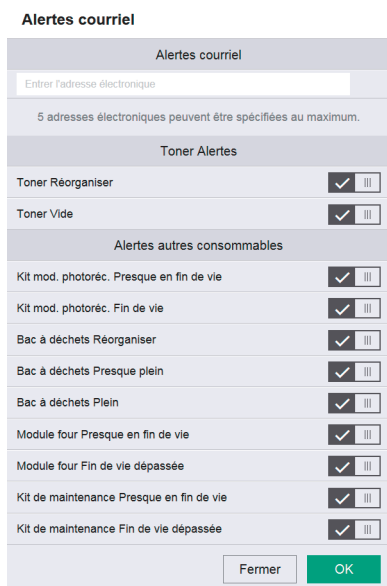 Alertes courriel
Alertes courriel
Entrer l'adresse électronique
5 adresses électroniques peuvent être spécifiées au maximum.
Toner Alertes
Toner Réorganiser
Toner Vide
Alertes autres consommables
Kit mod. photoréc. Presque en fin de vie
Kit mod. photoréc. Fin de vie
Bac à déchets Réorganiser
Bac à déchets Presque plein
Bac à déchets Plein
Module four Presque en fin de vie
Module four Fin de vie dépassée
Kit de maintenance Presque en fin de vie
Kit de maintenance Fin de vie dépassée
Fermer OK